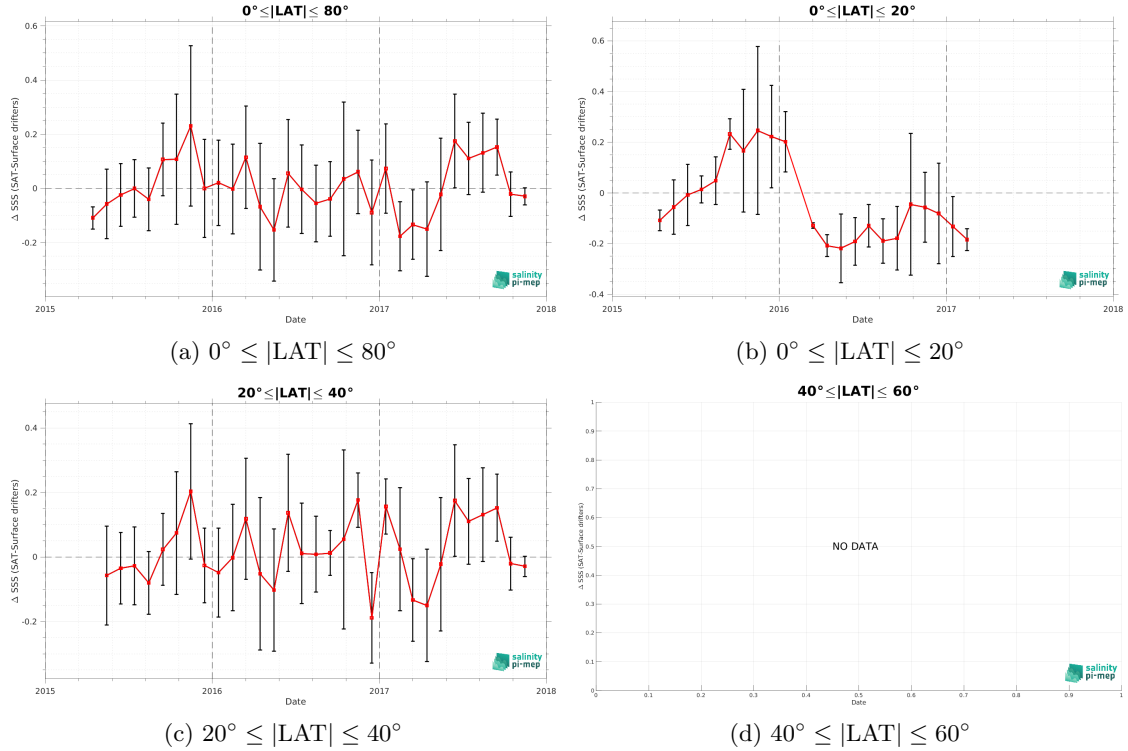 0°≤|LAT|≤ 80°
0.6
0.4
0.2
0
-0.2
Δ SSS (SAT-Surface drifters)
2015
2016
2017
2018
Date
salinity
pi-mep
(a) 0° ≤ |LAT| ≤ 80°
0°≤|LAT|≤ 20°
0.6
0.4
0.2
0
-0.2
-0.4
Δ SSS (SAT-Surface drifters)
2015
2016
2017
2018
Date
salinity
pi-mep
(b) 0° ≤ |LAT| ≤ 20°
20°≤|LAT|≤ 40°
0.4
0.2
0
-0.2
Δ SSS (SAT-Surface drifters)
2015
2016
2017
2018
Date
salinity
pi-mep
(c) 20° ≤ |LAT| ≤ 40°
40°≤|LAT|≤ 60°
1
0.9
0.8
0.7
0.6
0.5
0.4
0.3
0.2
0.1
0
Δ SSS (SAT-Surface drifters)
NO DATA
0
0.1
0.2
0.3
0.4
0.5
0.6
0.7
0.8
0.9
1
Date
salinity
pi-mep
(d) 40° ≤ |LAT| ≤ 60°